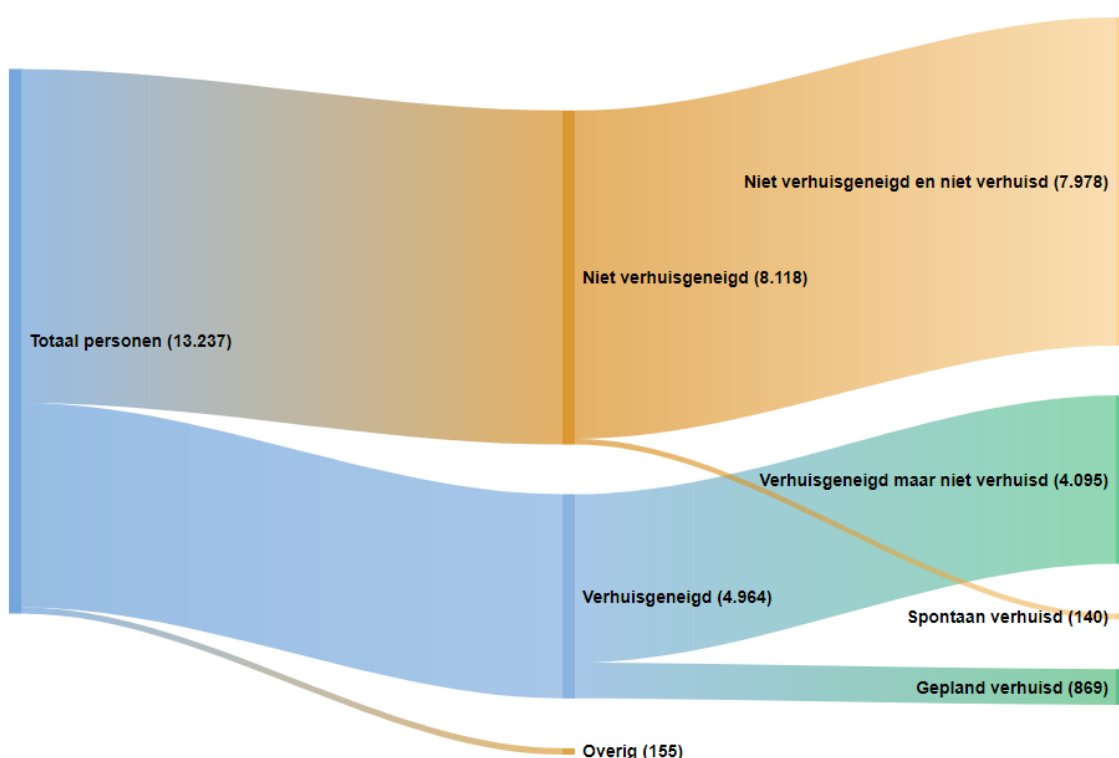 Niet verhuisgeneigd en niet verhuisd (7.978)
Niet verhuisgeneigd (8.118)
Totaal personen (13.237)
Verhuisgeneigd maar niet verhuisd (4.095)
Verhuisgeneigd (4.964)
Spontaan verhuisd (140)
Gepland verhuisd (869)
Overig (155)